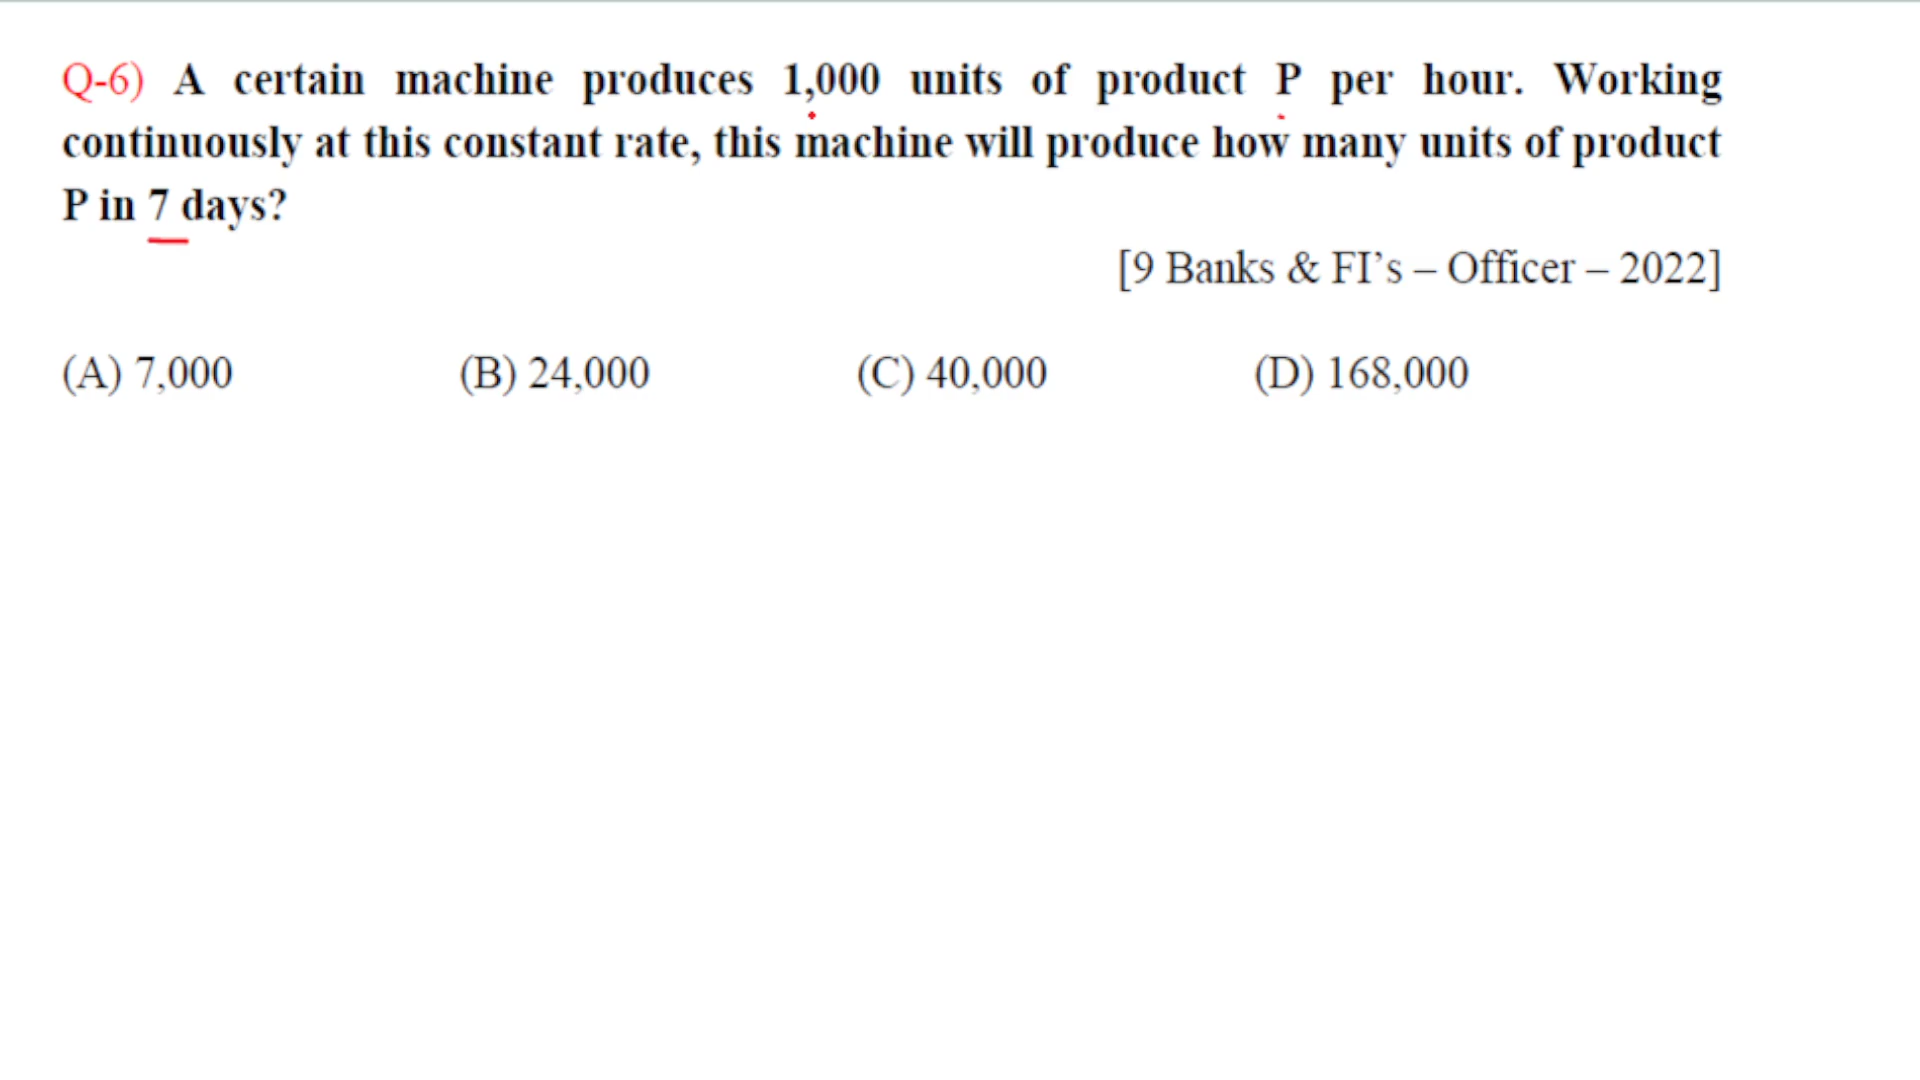 Q-6) A certain machine produces 1,000 units of product P per hour. Working
continuously at this constant rate, this machine will produce how many units of product
P in 7 days?
[9 Banks & FI’s – Officer – 2022]
(A) 7,000 (B) 24,000 (C) 40,000 (D) 168,000